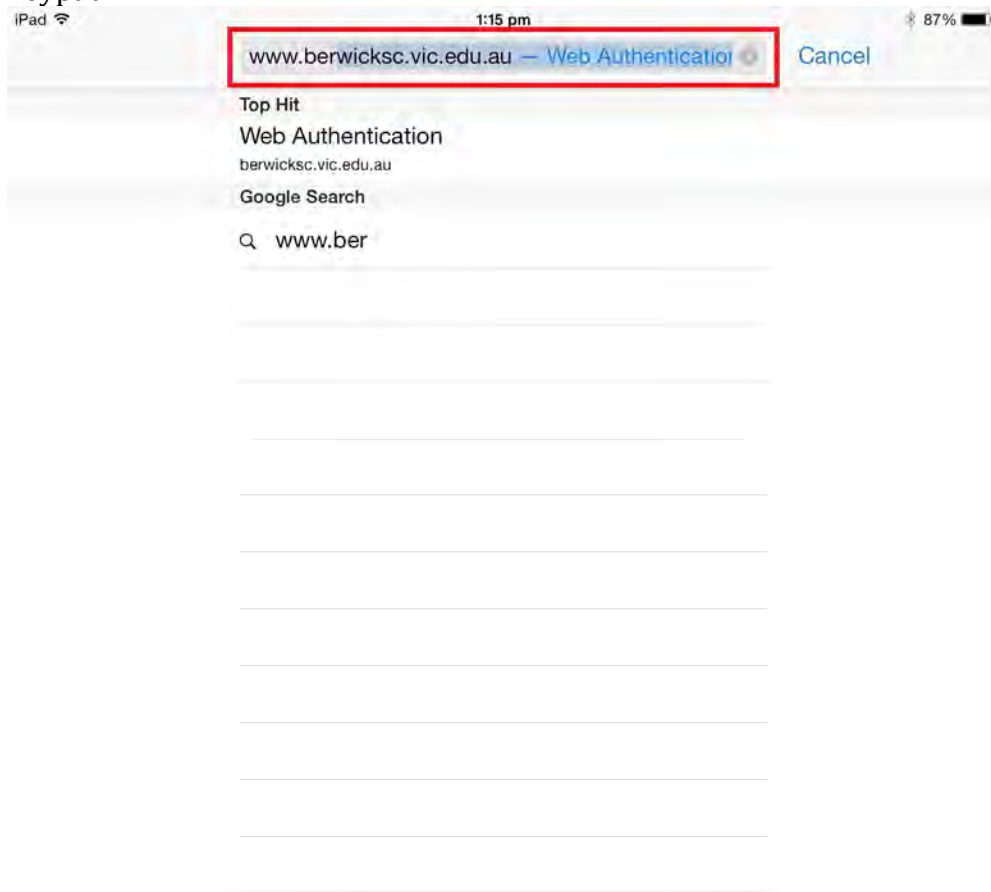 iPad 1:15 pm 87%
www.berwicksc.vic.edu.au — Web Authentication Cancel
Top Hit
Web Authentication
berwicksc.vic.edu.au
Google Search
www.ber